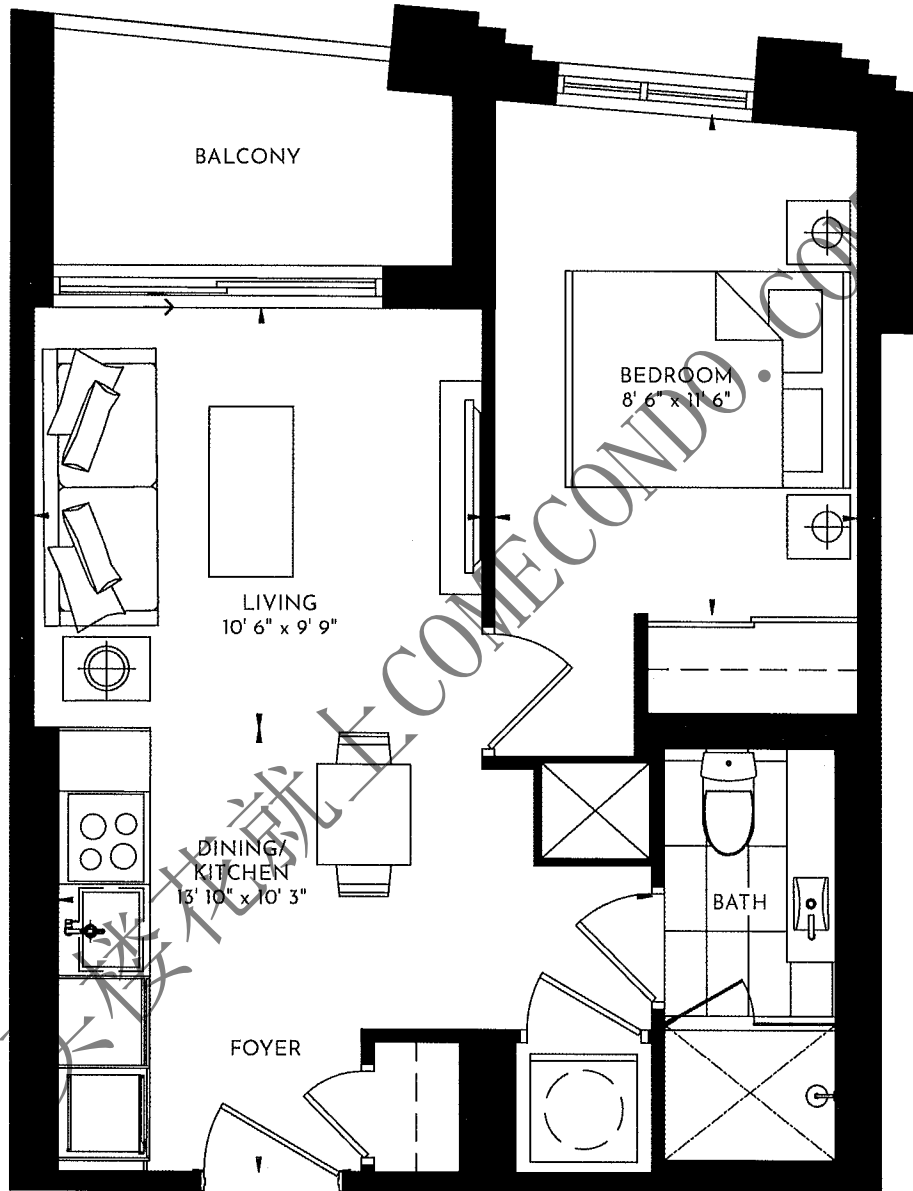 BALCONY
BEDROOM
8' 6" x 11' 6"
LIVING
10' 6" x 9' 9"
DINING/
KITCHEN
13' 10" x 10' 3"
BATH
FOYER
楼花就上COMECONDO.COM